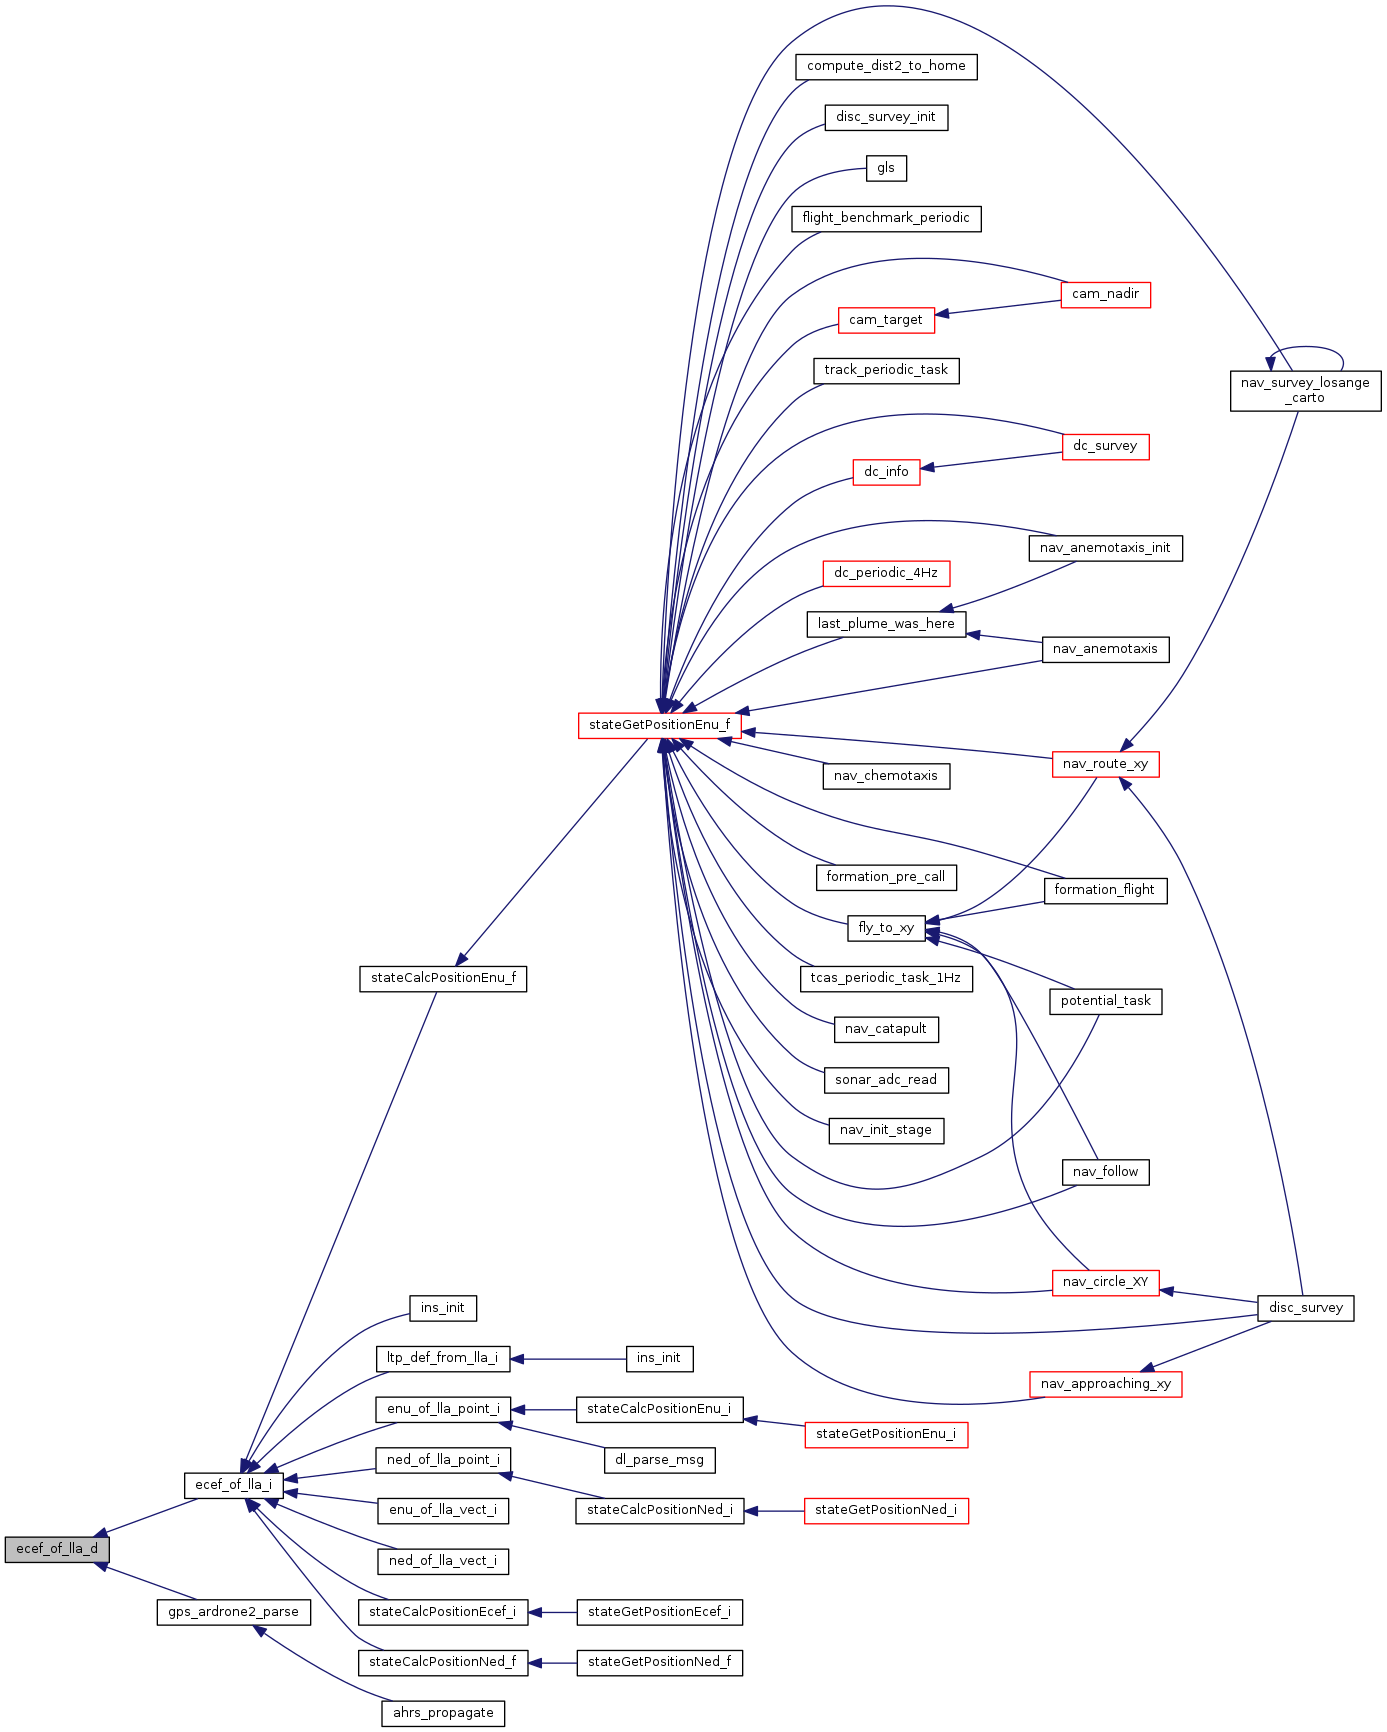 compute_dist2_to_home
disc_survey_init
gls
flight_benchmark_periodic
cam_nadir
cam_target
track_periodic_task
nav_survey_losange
_carto
dc_survey
dc_info
nav_anemotaxis_init
dc_periodic_4Hz
last_plume_was_here
nav_anemotaxis
stateGetPositionEnu_f
nav_route_xy
nav_chemotaxis
formation_pre_call
formation_flight
fly_to_xy
stateCalcPositionEnu_f
tcas_periodic_task_1Hz
potential_task
nav_catapult
sonar_adc_read
nav_init_stage
nav_follow
nav_circle_XY
ins_init
disc_survey
ltp_def_from_lla_i
ins_init
nav_approaching_xy
enu_of_lla_point_i
stateCalcPositionEnu_i
stateGetPositionEnu_i
ned_of_lla_point_i
dl_parse_msg
ecef_of_lla_i
enu_of_lla_vect_i
stateCalcPositionNed_i
stateGetPositionNed_i
ecef_of_lla_d
ned_of_lla_vect_i
gps_ardrone2_parse
stateCalcPositionEcef_i
stateGetPositionEcef_i
stateCalcPositionNed_f
stateGetPositionNed_f
ahrs_propagate